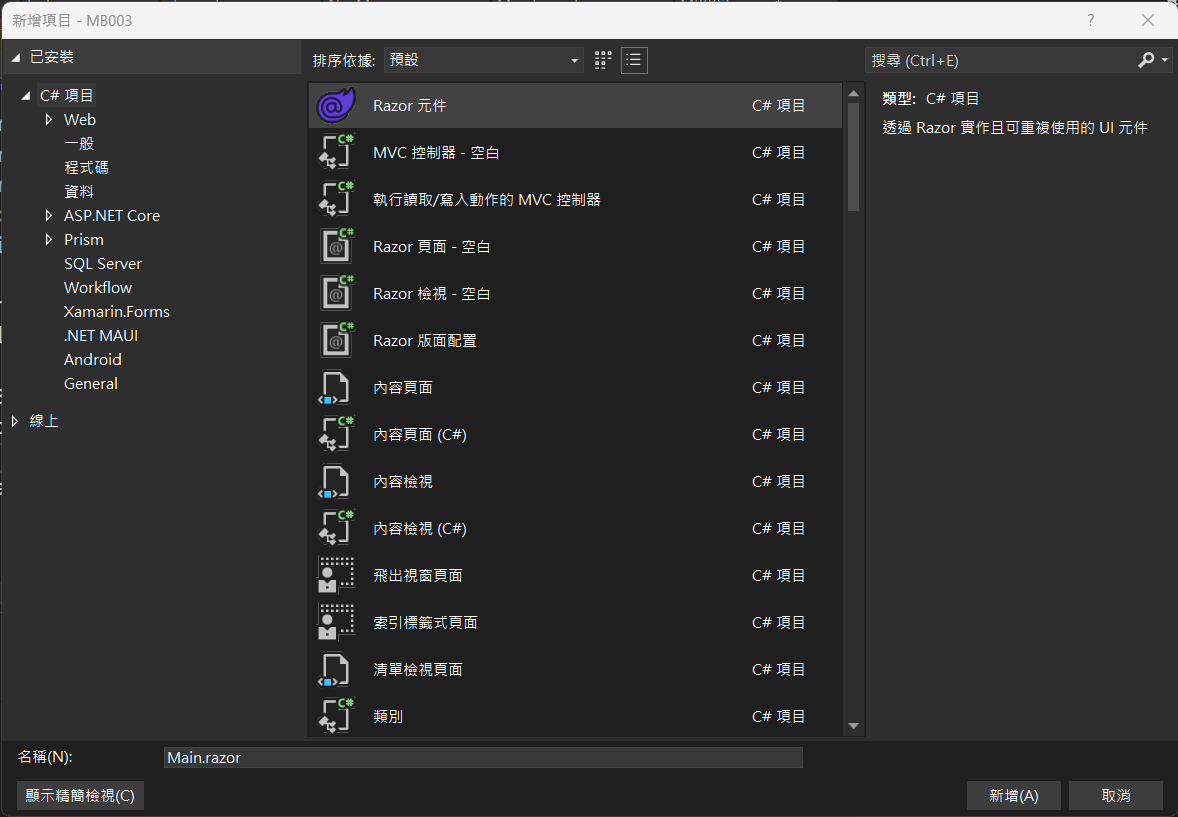 新增項目 - MB003
?
已安裝
C# 項目
Web
一般
程式碼
資料
ASP.NET Core
Prism
SQL Server
Workflow
Xamarin.Forms
.NET MAUI
Android
General
線上
排序依據: 預設
Razor 元件 C# 項目
MVC 控制器 - 空白 C# 項目
執行讀取/寫入動作的 MVC 控制器 C# 項目
Razor 頁面 - 空白 C# 項目
Razor 檢視 - 空白 C# 項目
Razor 版面配置 C# 項目
內容頁面 C# 項目
內容頁面 (C#) C# 項目
內容檢視 C# 項目
內容檢視 (C#) C# 項目
飛出視窗頁面 C# 項目
索引標籤式頁面 C# 項目
清單檢視頁面 C# 項目
類別 C# 項目
搜尋 (Ctrl+E)
類型: C# 項目
透過 Razor 實作且可重複使用的 UI 元件
名稱(N): Main.razor
顯示精簡檢視(C)
新增(A)
取消